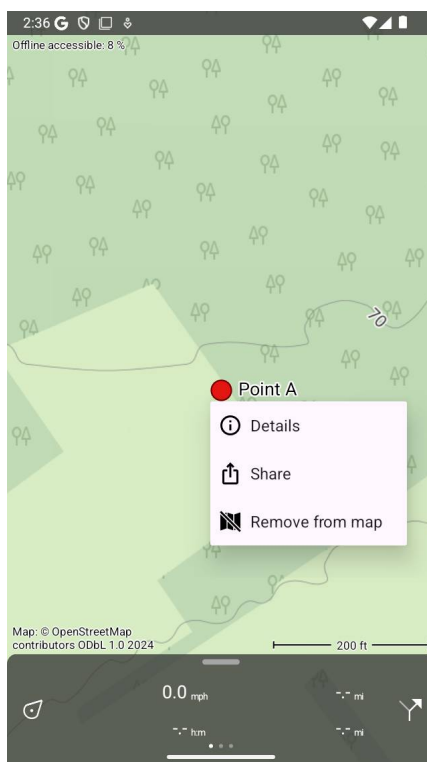 2:36
Offline accessible: 8 %
70
Point A
Details
Share
Remove from map
Map: © OpenStreetMap
contributors ODbL 1.0 2024
200 ft
0.0 mph
-.- mi
-.- h:m
-.- mi